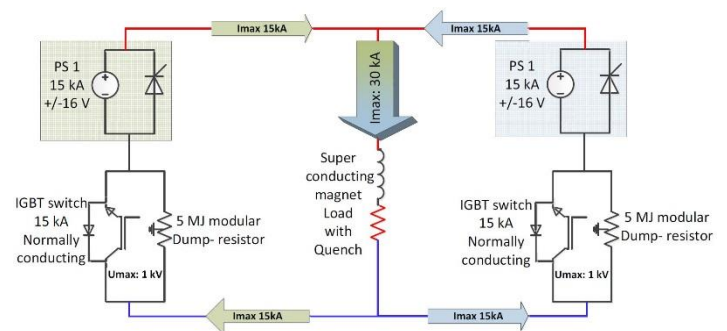 Imax 15kA
Imax 15kA
PS 1
15 kA
+/-16 V
Imax: 30 kA
PS 1
15 kA
+/-16 V
Super
conducting
magnet
Load
with
Quench
IGBT switch
15 kA
Normally
conducting
5 MJ modular
Dump- resistor
Umax: 1 kV
IGBT switch
15 kA
Normally
conducting
5 MJ modular
Dump- resistor
Umax: 1 kV
Imax 15kA
Imax 15kA